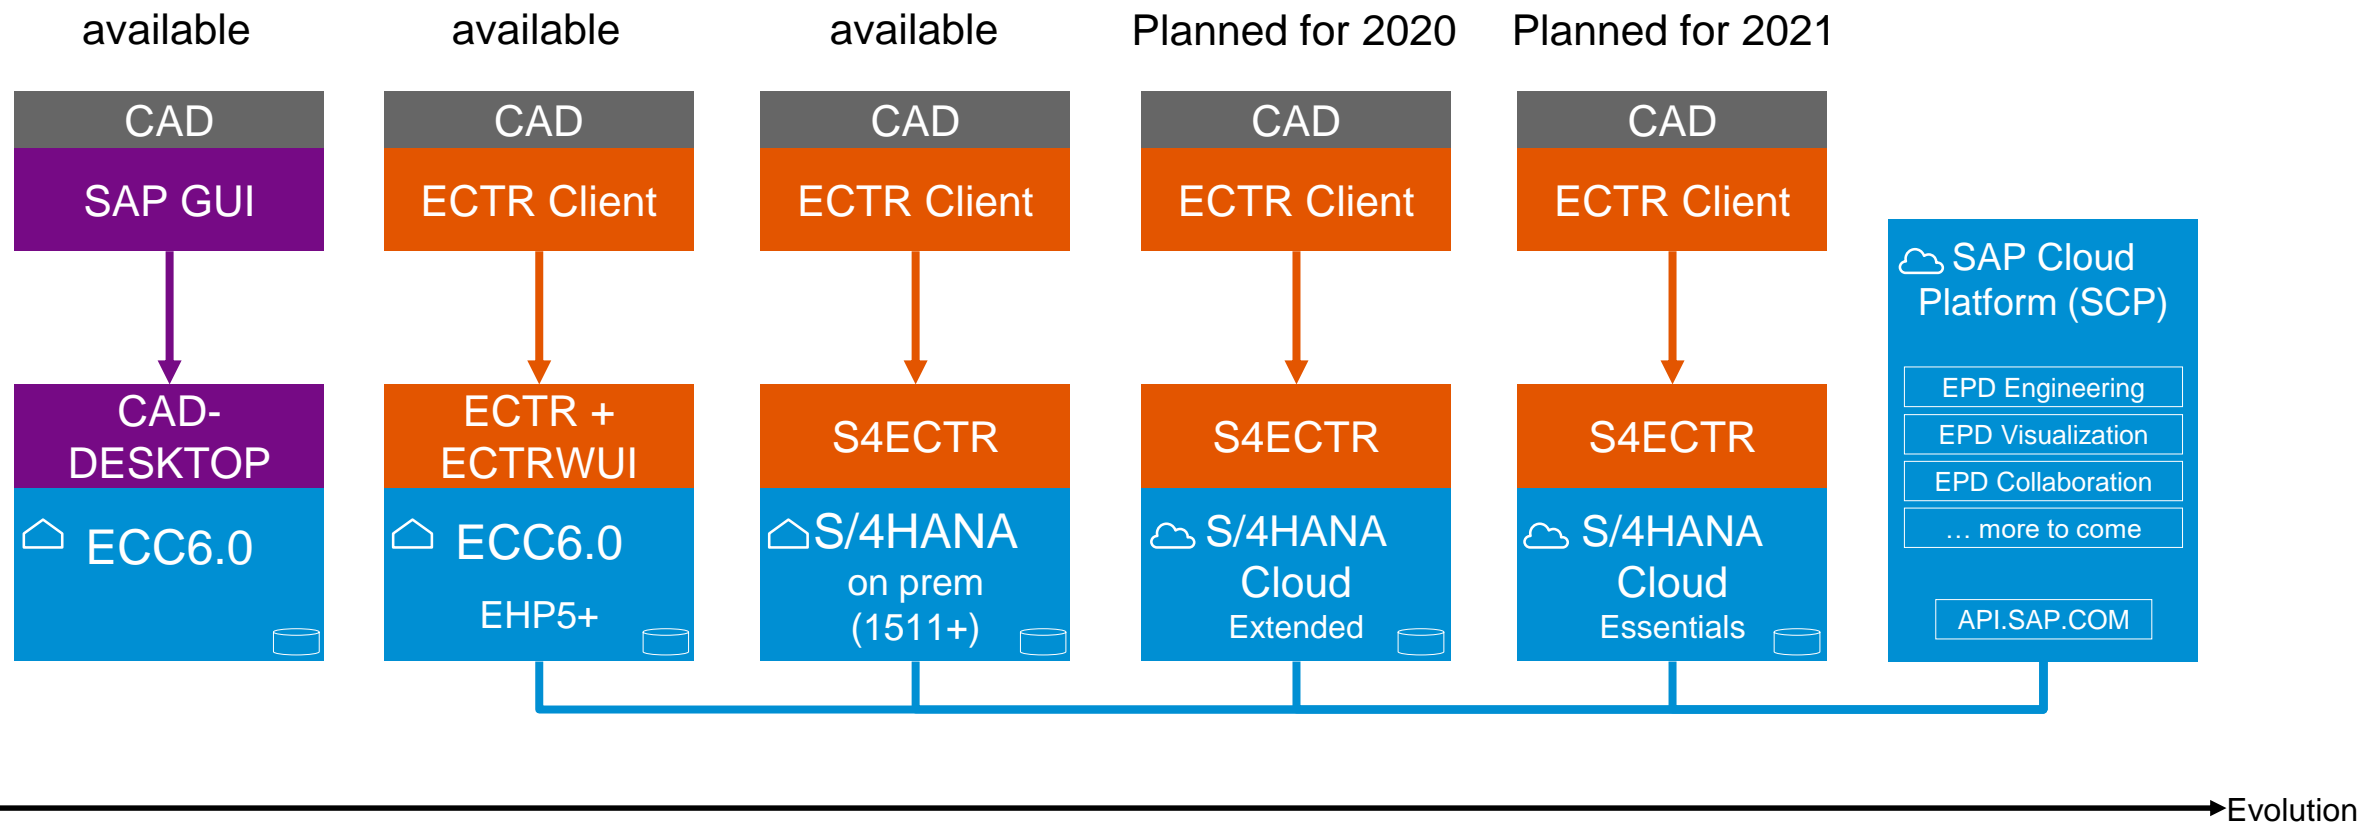 available
available
available
Planned for 2020
Planned for 2021
CAD
SAP GUI
CAD-
DESKTOP
ECC6.0
CAD
ECTR Client
ECTR +
ECTRWUI
ECC6.0
EHP5+
CAD
ECTR Client
S4ECTR
S/4HANA
on prem
(1511+)
CAD
ECTR Client
S4ECTR
S/4HANA
Cloud
Extended
CAD
ECTR Client
S4ECTR
S/4HANA
Cloud
Essentials
SAP Cloud
Platform (SCP)
EPD Engineering
EPD Visualization
EPD Collaboration
… more to come
API.SAP.COM
Evolution